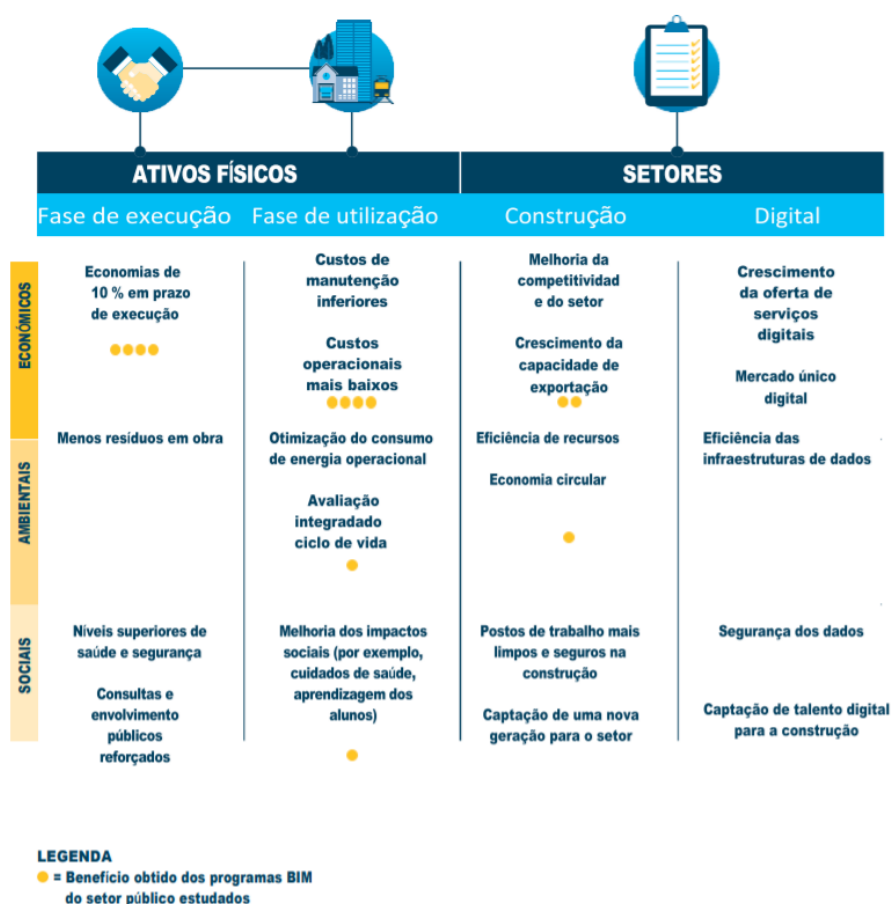 ATIVOS FÍSICOS
SETORES
Fase de execução
Fase de utilização
Construção
Digital
ECONÓMICOS
Economias de
10 % em prazo
de execução
Custos de
manutenção
inferiores
Custos
operacionais
mais baixos
Melhoria da
competitividad
e do setor
Crescimento da
capacidade de
exportação
Crescimento
da oferta de
serviços
digitais
Mercado único
digital
AMBIENTAIS
Menos resíduos em obra
Otimização do consumo
de energia operacional
Avaliação
integrado
ciclo de vida
Eficiência de recursos
Economia circular
Eficiência das
infraestruturas de dados
SOCIAIS
Níveis superiores de
saúde e segurança
Consultas e
envolvimento
públicos
reforçados
Melhoria dos impactos
sociais (por exemplo,
cuidados de saúde,
aprendizagem dos
alunos)
Postos de trabalho mais
limpos e seguros na
construção
Captação de uma nova
geração para o setor
Segurança dos dados
Captação de talento digital
para a construção
LEGENDA
= Benefício obtido dos programas BIM
do setor público estudados